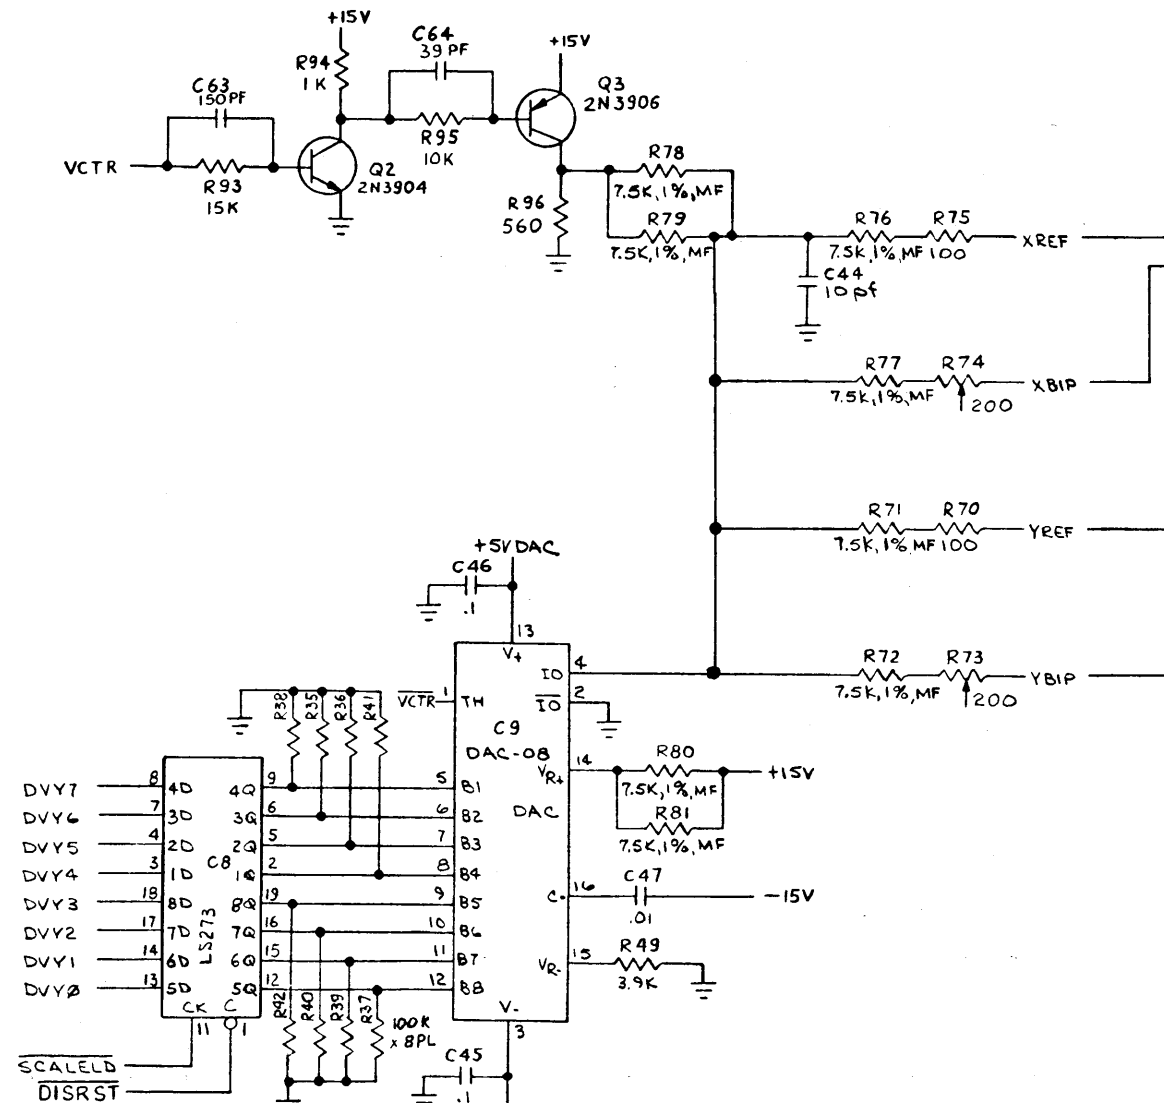 +15V
C64
39 PF
+15V
R94
1K
Q3
2N3906
C63
150PF
R95
10K
VCTR
R93
15K
Q2
2N3904
R78
7.5K, 1%, MF
R96
560
R79
7.5K, 1%, MF
R76
7.5K, 1%, MF
R75
100
XREF
C44
10 pf
R77
7.5K, 1%, MF
R74
200
XBIP
R71
7.5K, 1%, MF
R70
100
YREF
+5V DAC
C46
.1
13
V+
R72
7.5K, 1%, MF
R73
200
YBIP
IO
4
VCTR
1
TH
IO
2
C9
DAC-08
DAC
R38
R35
R36
R41
VR+
14
R80
7.5K, 1%, MF
R81
7.5K, 1%, MF
+15V
DVY7
8
4D
4Q
9
5
B1
DVY6
7
3D
3Q
6
6
B2
DVY5
4
2D
2Q
5
7
B3
C8
LS273
DVY4
3
1D
1Q
2
8
B4
DVY3
18
8D
8Q
19
9
B5
DVY2
17
7D
7Q
16
10
B6
DVY1
14
6D
6Q
15
11
B7
DVY0
13
5D
5Q
12
12
B8
C-
16
C47
.01
-15V
VR-
15
R49
3.9K
CK
C
11
1
R42
R40
R39
R37
100K
x 8PL
V-
3
SCALELD
DISRST
C45
.1